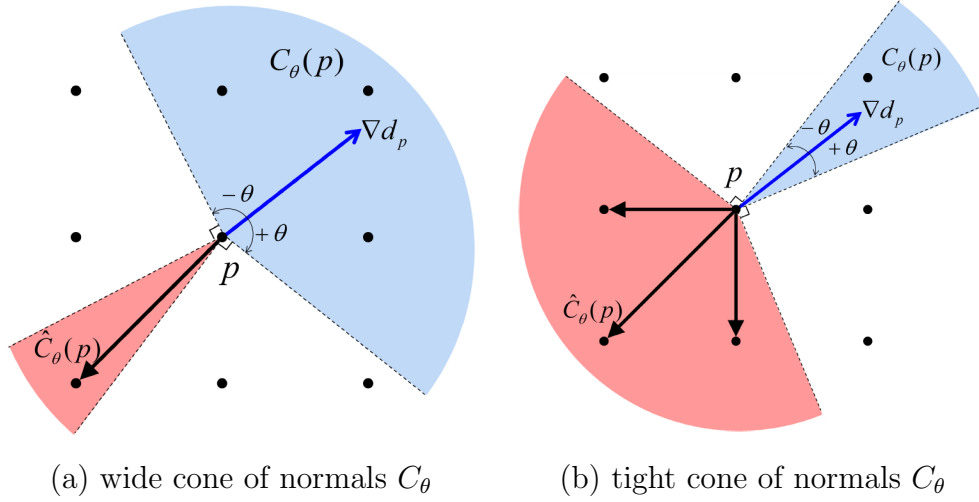 C_θ(p)
∇d_p
−θ
+θ
p
Ĉ_θ(p)
(a) wide cone of normals C_θ
C_θ(p)
∇d_p
−θ
+θ
p
Ĉ_θ(p)
(b) tight cone of normals C_θ